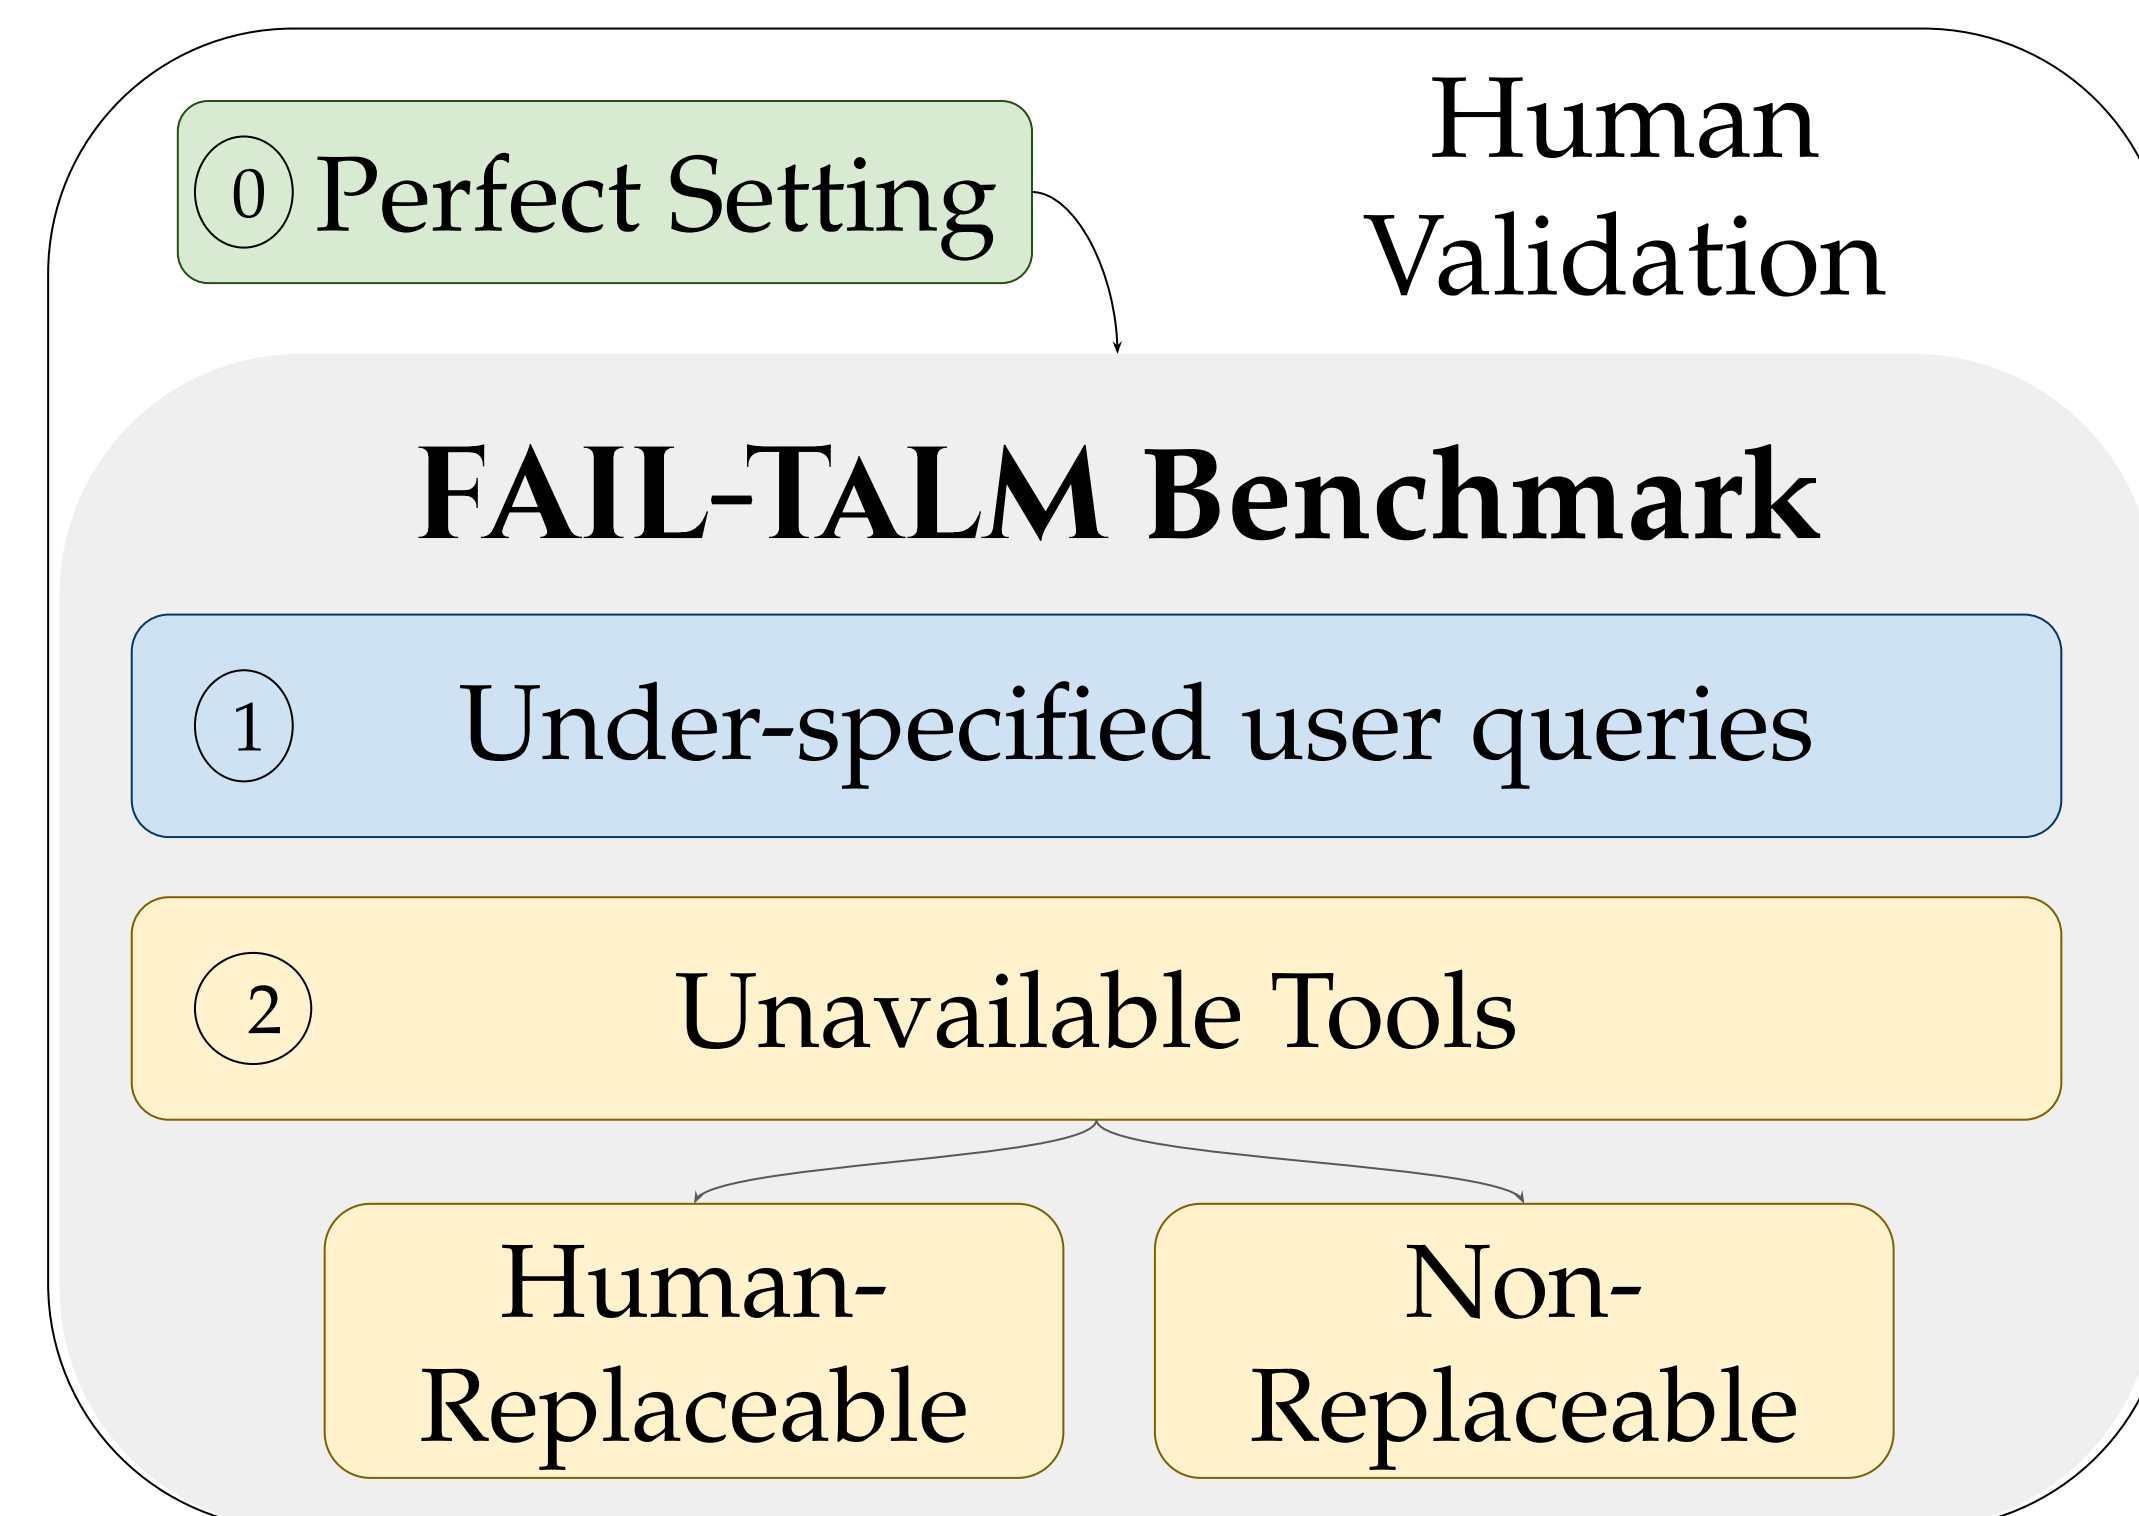 0 Perfect Setting
Human
Validation
FAIL-TALM Benchmark
1 Under-specified user queries
2 Unavailable Tools
Human-
Replaceable
Non-
Replaceable